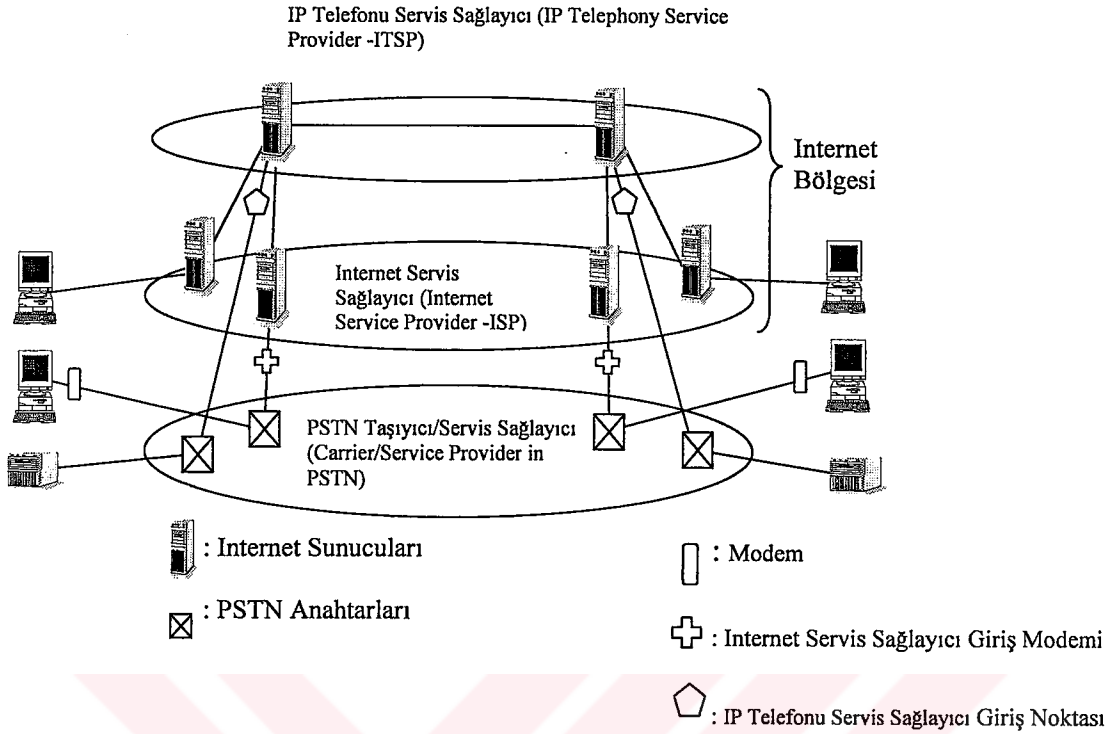 IP Telefonu Servis Sağlayıcı (IP Telephony Service
Provider -ITSP)
Internet
Bölgesi
Internet Servis
Sağlayıcı (Internet
Service Provider -ISP)
PSTN Taşıyıcı/Servis Sağlayıcı
(Carrier/Service Provider in
PSTN)
: Internet Sunucuları
: PSTN Anahtarları
: Modem
: Internet Servis Sağlayıcı Giriş Modemi
: IP Telefonu Servis Sağlayıcı Giriş Noktası